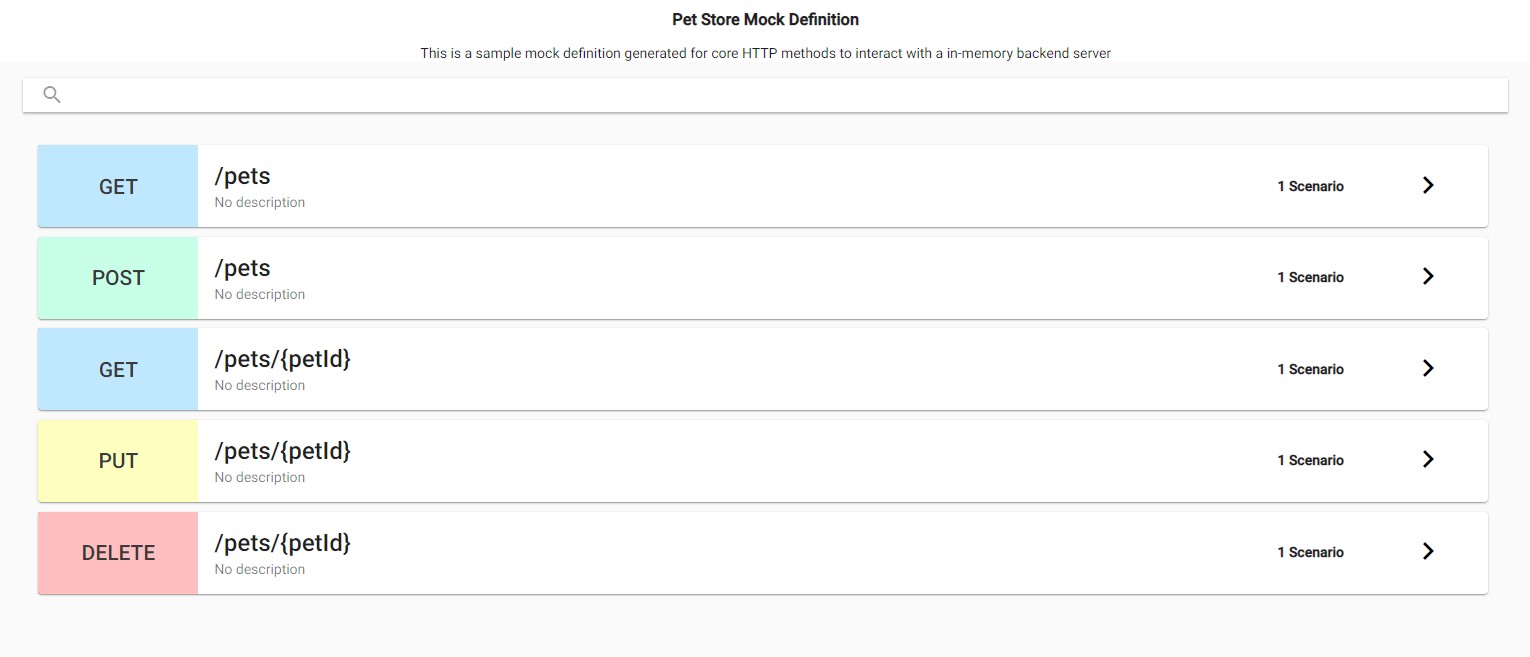 Pet Store Mock Definition
This is a sample mock definition generated for core HTTP methods to interact with a in-memory backend server
GET
/pets
No description
1 Scenario
POST
/pets
No description
1 Scenario
GET
/pets/{petId}
No description
1 Scenario
PUT
/pets/{petId}
No description
1 Scenario
DELETE
/pets/{petId}
No description
1 Scenario